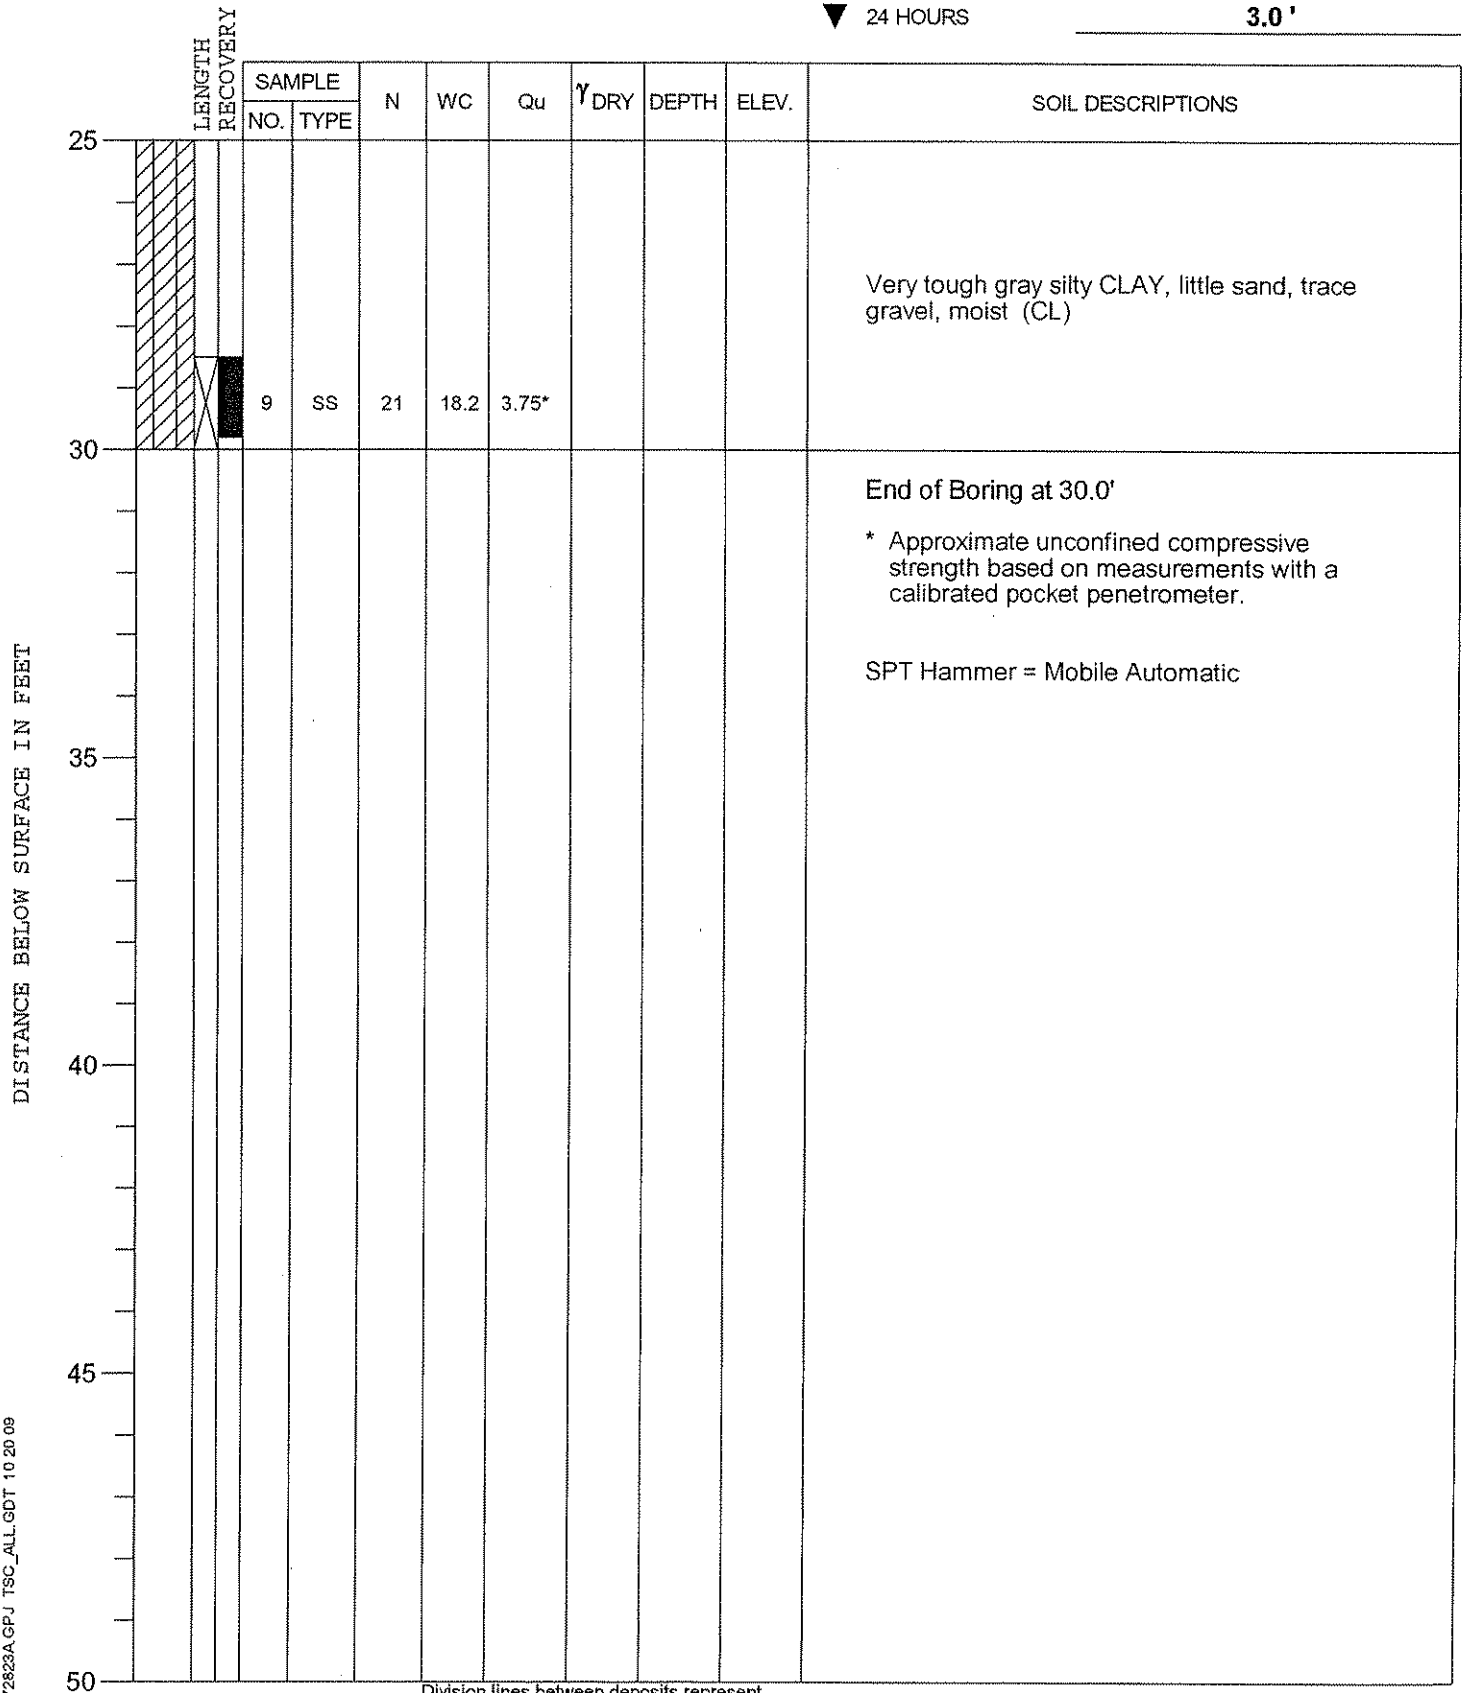 ▼ 24 HOURS 3.0 '
LENGTH
RECOVERY
SAMPLE
NO. TYPE
N WC Qu γ DRY DEPTH ELEV. SOIL DESCRIPTIONS
25
Very tough gray silty CLAY, little sand, trace
gravel, moist (CL)
9 SS 21 18.2 3.75*
30
End of Boring at 30.0'
* Approximate unconfined compressive
strength based on measurements with a
calibrated pocket penetrometer.
SPT Hammer = Mobile Automatic
DISTANCE BELOW SURFACE IN FEET
35
40
45
50
72823A.GPJ TSC_ALL.GDT 10 20 09
Division lines between deposits represent